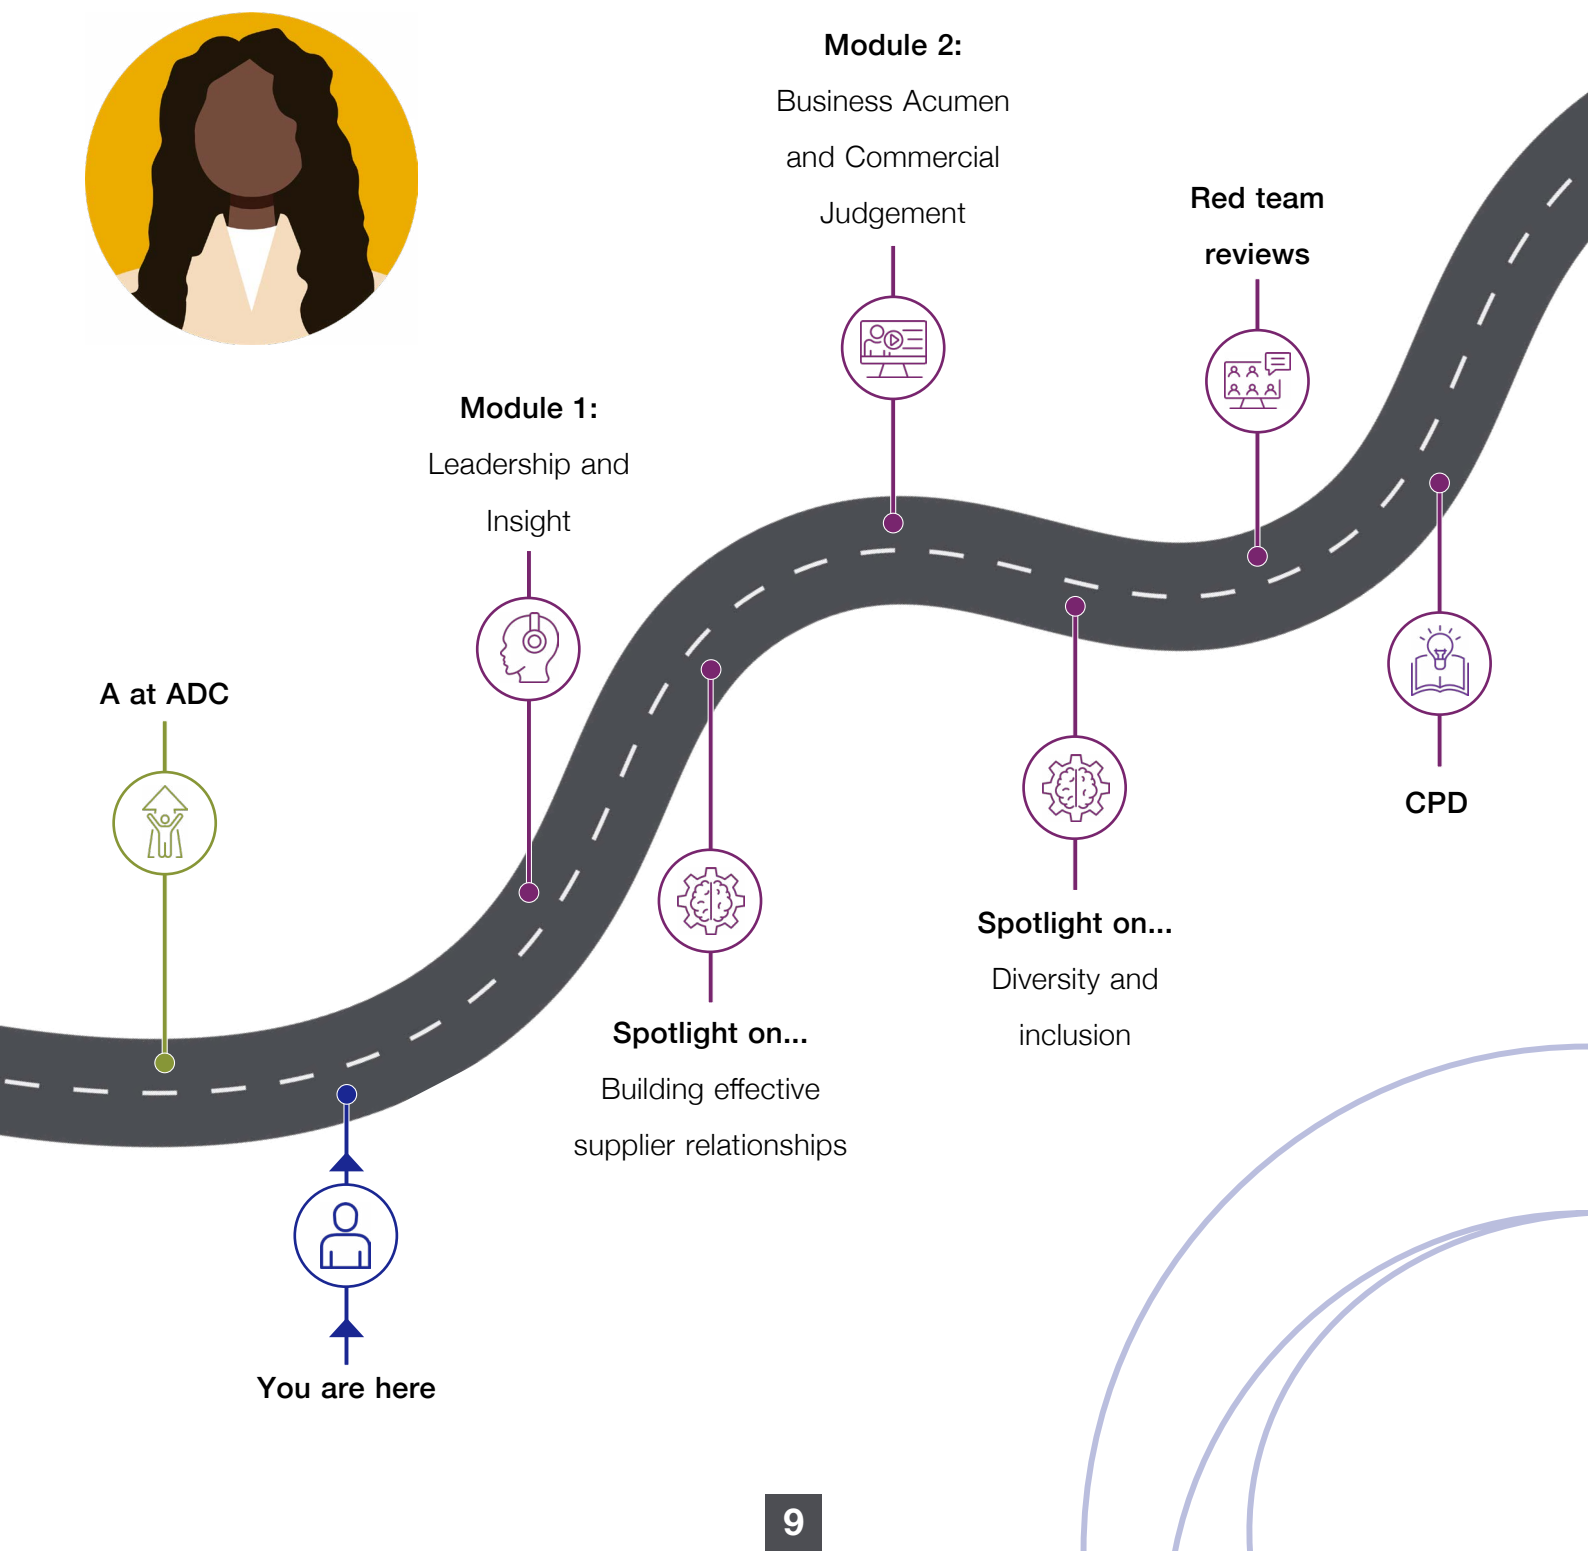 Module 2:
Business Acumen
and Commercial
Judgement
Red team
reviews
Module 1:
Leadership and
Insight
A at ADC
CPD
Spotlight on...
Diversity and
inclusion
Spotlight on...
Building effective
supplier relationships
You are here
9